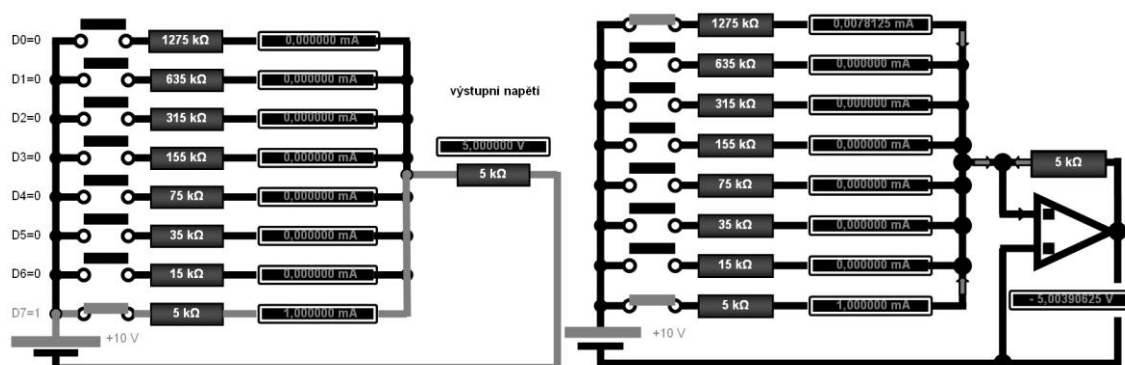 D0=0 1275 kΩ 0,000000 mA
D1=0 635 kΩ 0,000000 mA
D2=0 315 kΩ 0,000000 mA
D3=0 155 kΩ 0,000000 mA
D4=0 75 kΩ 0,000000 mA
D5=0 35 kΩ 0,000000 mA
D6=0 15 kΩ 0,000000 mA
D7=1 5 kΩ 1,000000 mA
+10 V
výstupní napětí
5,000000 V
5 kΩ
1275 kΩ 0,0078125 mA
635 kΩ 0,000000 mA
315 kΩ 0,000000 mA
155 kΩ 0,000000 mA
75 kΩ 0,000000 mA
35 kΩ 0,000000 mA
15 kΩ 0,000000 mA
5 kΩ 1,000000 mA
+10 V
5 kΩ
- 5,00390625 V